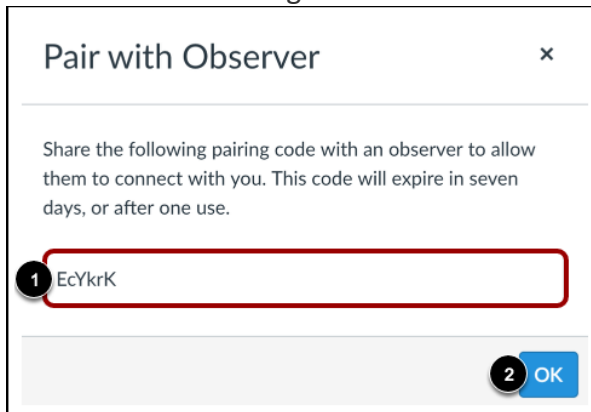 Pair with Observer ×
Share the following pairing code with an observer to allow
them to connect with you. This code will expire in seven
days, or after one use.
1 EcYkrK
2 OK